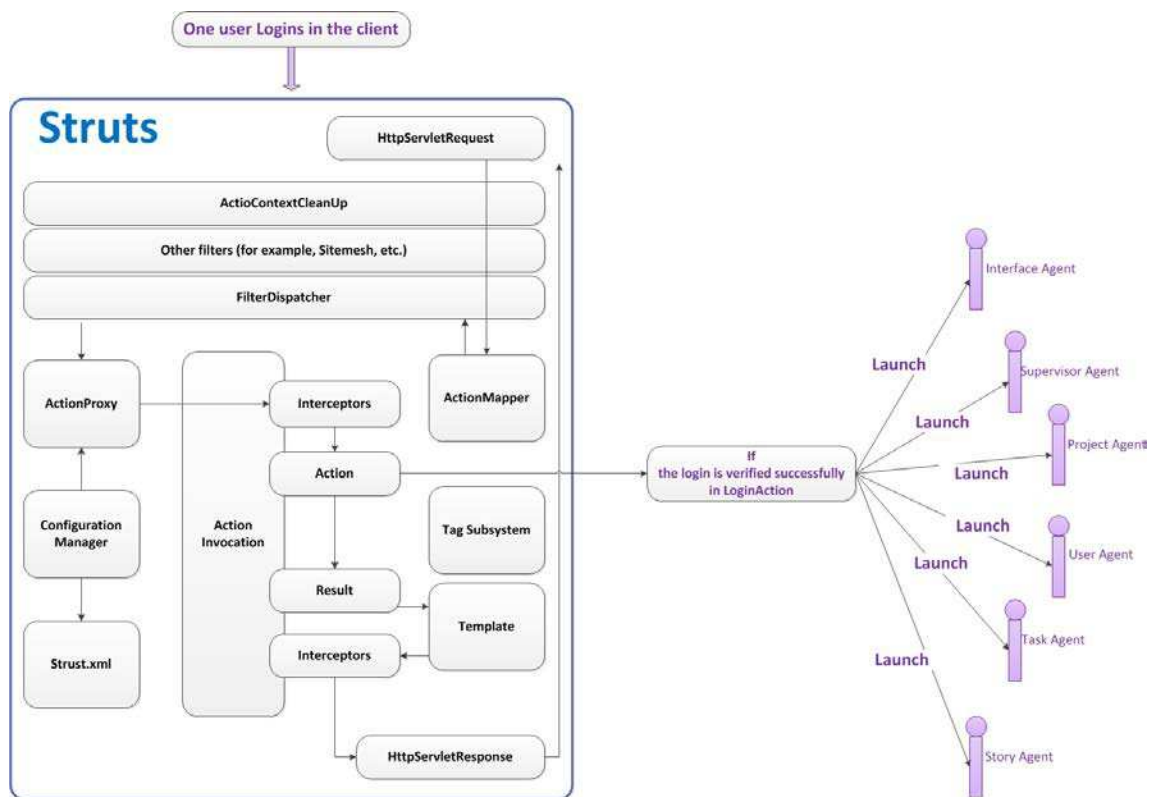 One user Logins in the client
Struts
HttpServletRequest
ActioContextCleanUp
Other filters (for example, Sitemesh, etc.)
FilterDispatcher
ActionProxy
Interceptors
ActionMapper
Action
Configuration
Manager
Action
Invocation
Tag Subsystem
Result
Template
Strust.xml
Interceptors
HttpServletResponse
If
the login is verified successfully
in LoginAction
Launch
Interface Agent
Launch
Supervisor Agent
Launch
Project Agent
Launch
User Agent
Launch
Task Agent
Launch
Story Agent